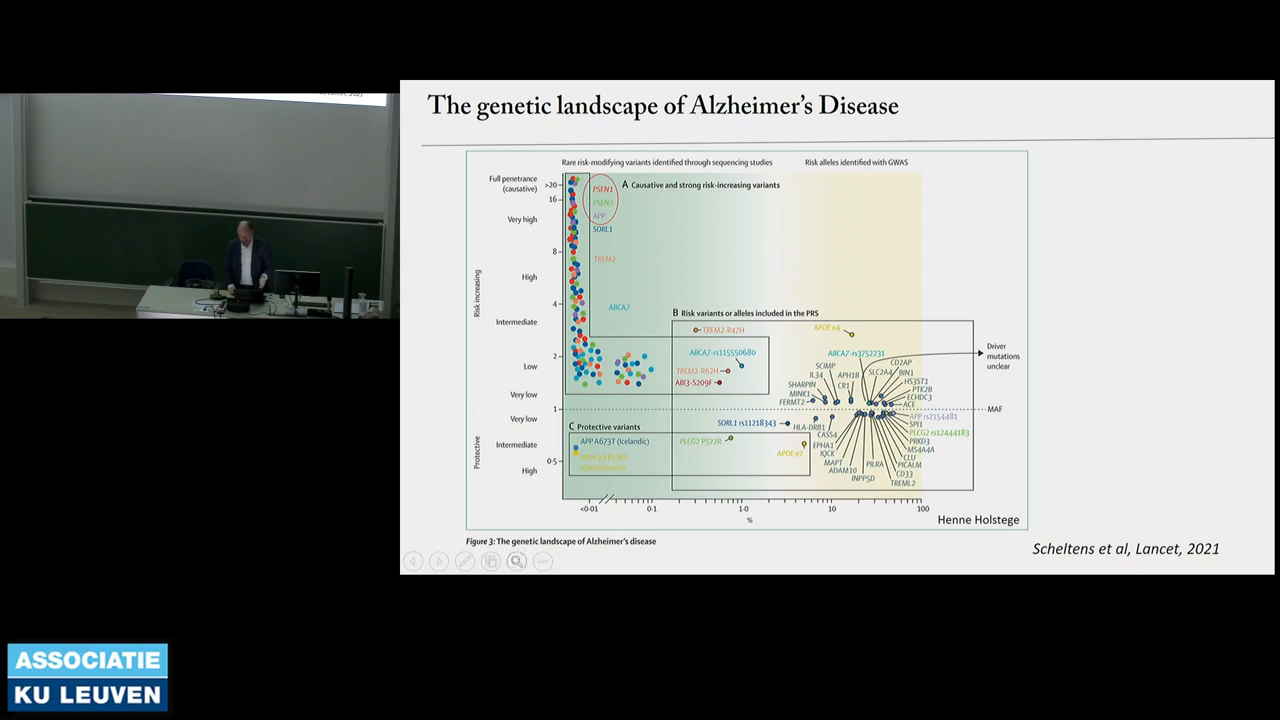 The genetic landscape of Alzheimer's Disease
Rare risk-modifying variants identified through sequencing studies
Risk alleles identified with GWAS
Full penetrance
(causative)
Very high
High
Intermediate
Low
Very low
Very low
Intermediate
High
Risk increasing
Protective
>20
16
8
4
2
1
0·5
A Causative and strong risk-increasing variants
PSEN1
PSEN2
APP
SORL1
TREM2
ABCA7
B Risk variants or alleles included in the PRS
TREM2-R47H
APOE ε4
ABCA7-rs115550680
ABCA7-rs3752231
TREM2-R62H
ABI3-S209F
SCIMP
IL34
APH1B
SHARPIN
CR1
MINK1
FERMT2
CD2AP
SLC2A4
BIN1
HS3ST1
PTK2B
ECHDC3
ACE
Driver
mutations
unclear
MAF
APP rs2154481
SPI1
PLCG2 rs12444183
PRKD3
MS4A4A
CLU
PICALM
CD33
TREML2
SORL1 rs11218343
HLA-DRB1
CASS4
EPHA1
IQCK
MAPT
ADAM10
PILRA
INPP5D
C Protective variants
APP A673T (Icelandic)
(Christchurch)
PLCG2 P522R
APOE ε2
<0·01
0·1
1·0
10
100
%
Henne Holstege
Figure 3: The genetic landscape of Alzheimer's disease
Scheltens et al, Lancet, 2021
ASSOCIATIE
KU LEUVEN